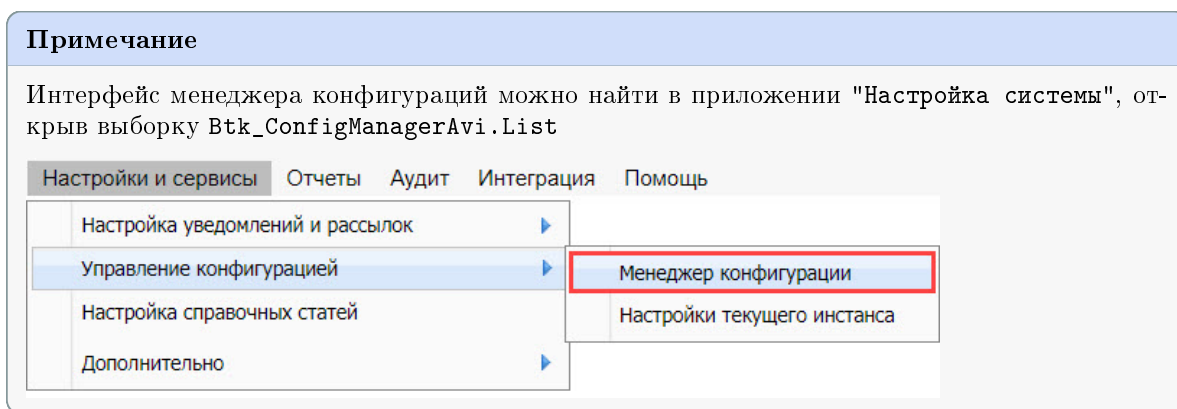 Примечание
Интерфейс менеджера конфигураций можно найти в приложении "Настройка системы", от-
крыв выборку Btk_ConfigManagerAvi.List
Настройки и сервисы Отчеты Аудит Интеграция Помощь
Настройка уведомлений и рассылок
Управление конфигурацией
Менеджер конфигурации
Настройка справочных статей
Настройки текущего инстанса
Дополнительно